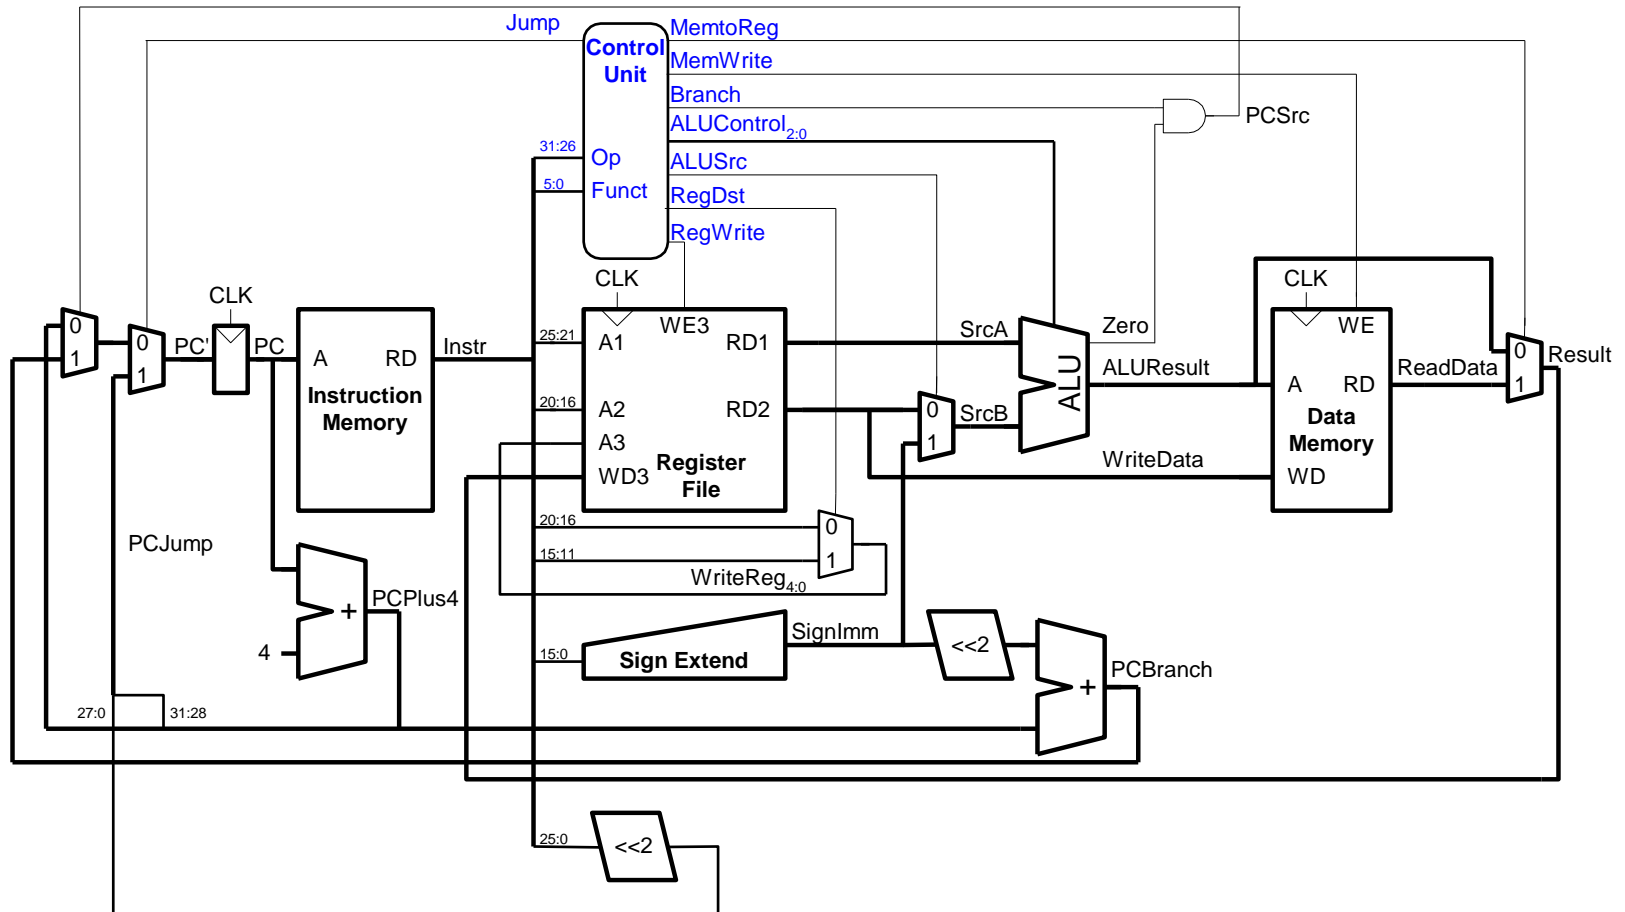 Jump
Control
Unit
MemtoReg
MemWrite
Branch
ALUControl2:0
ALUSrc
RegDst
RegWrite
PCSrc
31:26
Op
5:0
Funct
CLK
CLK
CLK
0
1
0
1
PC'
PC
A
RD
Instruction
Memory
Instr
25:21
A1
WE3
RD1
20:16
A2
RD2
A3
WD3
Register
File
SrcA
0
1
SrcB
ALU
Zero
ALUResult
WriteData
WE
A
RD
Data
Memory
WD
ReadData
0
1
Result
20:16
0
15:11
1
WriteReg4:0
PCJump
PCPlus4
+
4
15:0
Sign Extend
SignImm
<<2
+
PCBranch
27:0
31:28
25:0
<<2